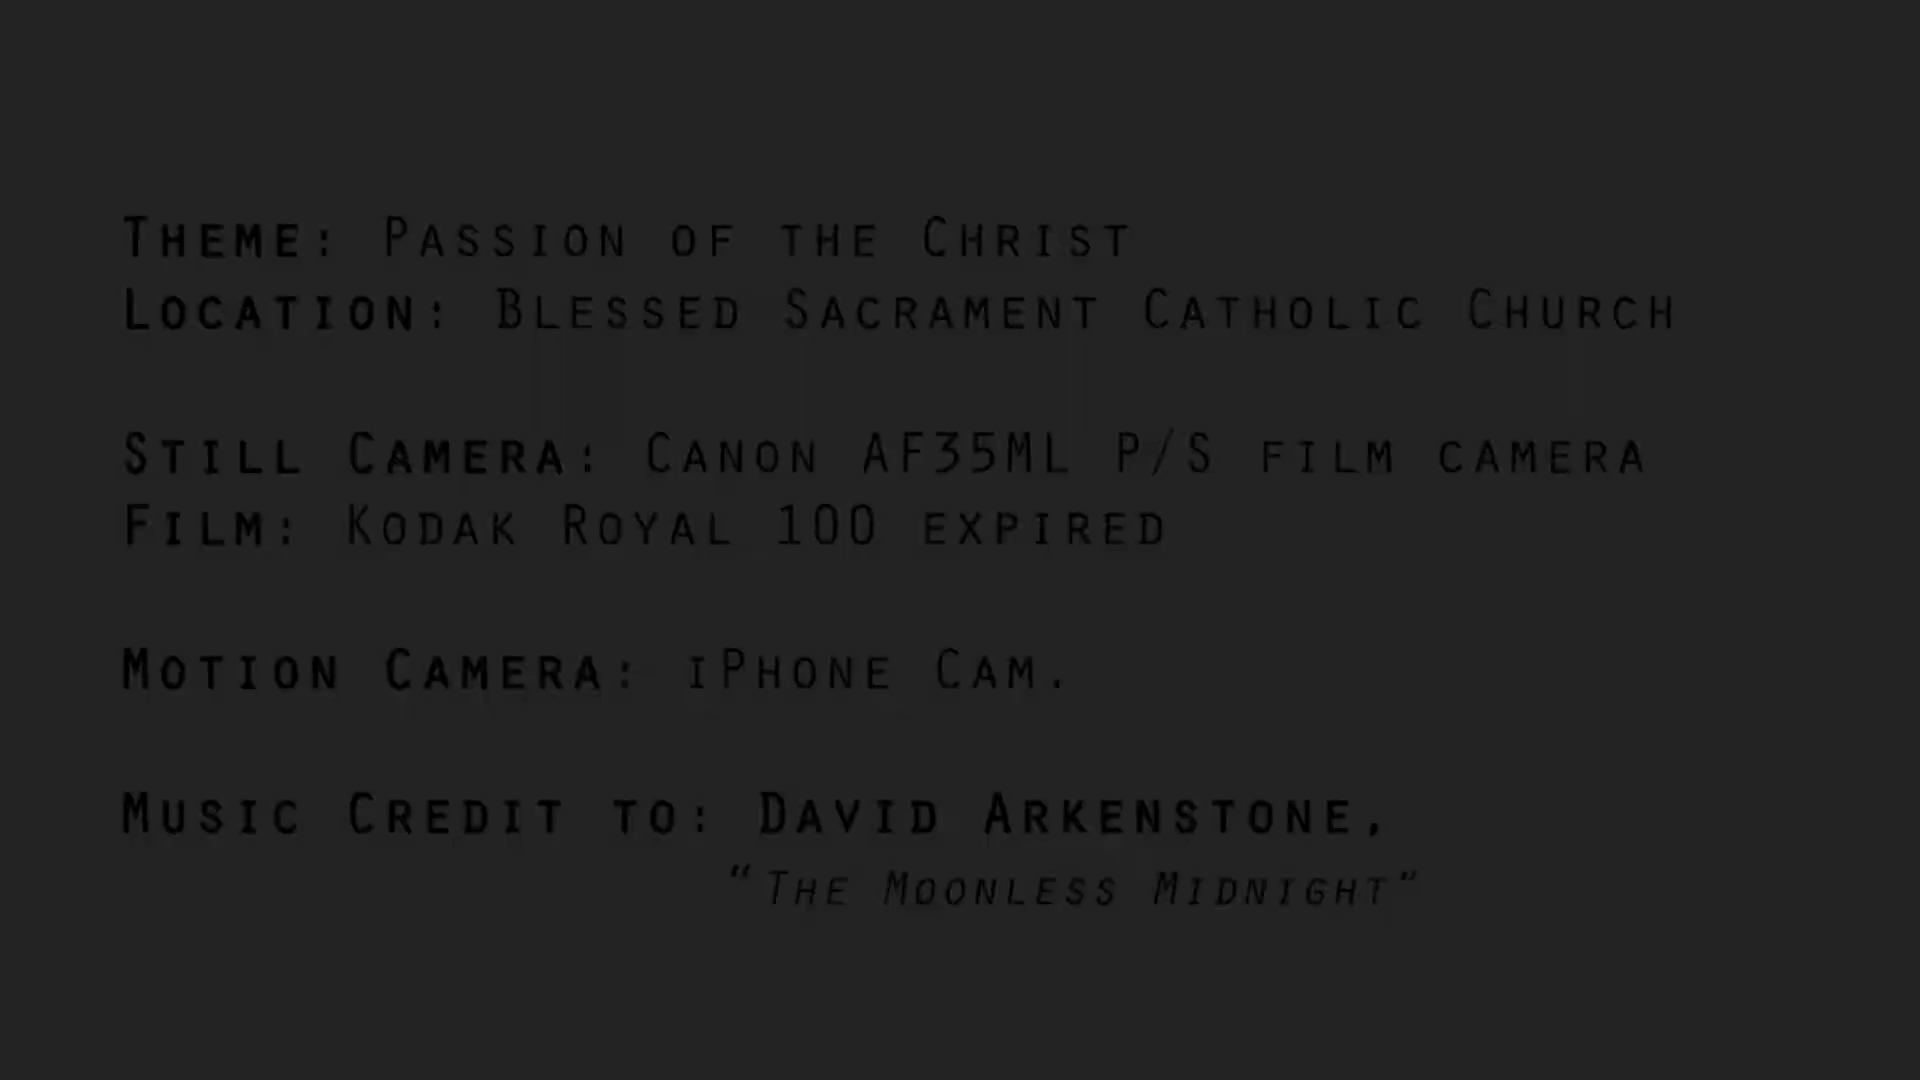 Theme: Passion of the Christ
Location: Blessed Sacrament Catholic Church
Still Camera: Canon AF35ML P/S film camera
Film: Kodak Royal 100 expired
Motion Camera: iPhone Cam.
Music Credit to: David Arkenstone,
“The Moonless Midnight”